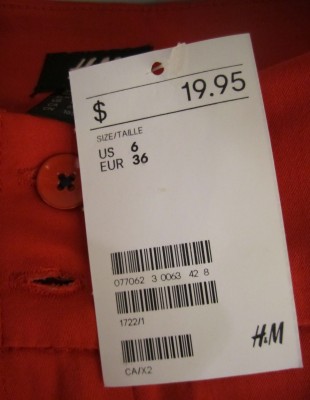 H&M
$ 19.95
SIZE/TAILLE
US 6
EUR 36
077062 3 0063 42 8
1722/1
H&M
CA/X2